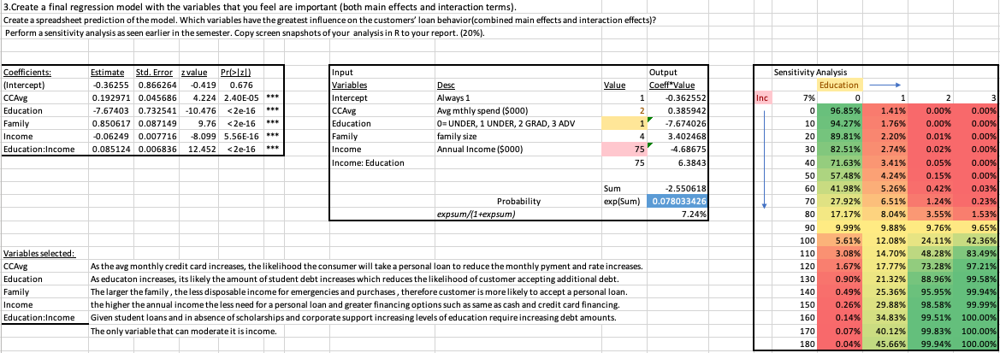 3.Create a final regression model with the variables that you feel are important (both main effects and interaction terms).
Create a spreadsheet prediction of the model. Which variables have the greatest influence on the customers' loan behavior(combined main effects and interaction effects)?
Perform a sensitivity analysis as seen earlier in the semester. Copy screen snapshots of your analysis in R to your report. (20%).
Coefficients: Estimate Std. Error z value Pr(>|z|)
(Intercept) -0.36255 0.866264 -0.419 0.676
CCAvg 0.192971 0.045686 4.224 2.40E-05 ***
Education -7.67403 0.732541 -10.476 <2e-16 ***
Family 0.850617 0.087149 9.76 <2e-16 ***
Income -0.06249 0.007716 -8.099 5.56E-16 ***
Education:Income 0.085124 0.006836 12.452 <2e-16 ***
Input Output
Variables Desc Value Coeff*Value
Intercept Always 1 1 -0.362552
CCAvg Avg mthly spend ($000) 2 0.385942
Education 0= UNDER, 1 UNDER, 2 GRAD, 3 ADV 1 -7.674026
Family family size 4 3.402468
Income Annual Income ($000) 75 -4.68675
Income: Education 75 6.3843
Sum -2.550618
Probability exp(Sum) 0.078033426
expsum/(1+expsum) 7.24%
Sensitivity Analysis
Education
Inc 7% 0 1 2 3
0 96.85% 1.41% 0.00% 0.00%
10 94.27% 1.76% 0.00% 0.00%
20 89.81% 2.20% 0.01% 0.00%
30 82.51% 2.74% 0.02% 0.00%
40 71.63% 3.41% 0.05% 0.00%
50 57.48% 4.24% 0.15% 0.00%
60 41.98% 5.26% 0.42% 0.03%
70 27.92% 6.51% 1.24% 0.23%
80 17.17% 8.04% 3.55% 1.53%
90 9.99% 9.88% 9.76% 9.65%
100 5.61% 12.08% 24.11% 42.36%
110 3.08% 14.70% 48.28% 83.49%
120 1.67% 17.77% 73.28% 97.21%
130 0.90% 21.32% 88.96% 99.58%
140 0.49% 25.36% 95.95% 99.94%
150 0.26% 29.88% 98.58% 99.99%
160 0.14% 34.83% 99.51% 100.00%
170 0.07% 40.12% 99.83% 100.00%
180 0.04% 45.66% 99.94% 100.00%
Variables selected:
CCAvg As the avg monthly credit card increases, the likelihood the consumer will take a personal loan to reduce the monthly pyment and rate increases.
Education As educaton increases, its likely the amount of student debt increases which reduces the likelihood of customer accepting additional debt.
Family The larger the family , the less disposable income for emergencies and purchases , therefore customer is more likely to accept a personal loan.
Income the higher the annual income the less need for a personal loan and greater financing options such as same as cash and credit card financing.
Education:Income Given student loans and in absence of scholarships and corporate support increasing levels of education require increasing debt amounts.
The only variable that can moderate it is income.